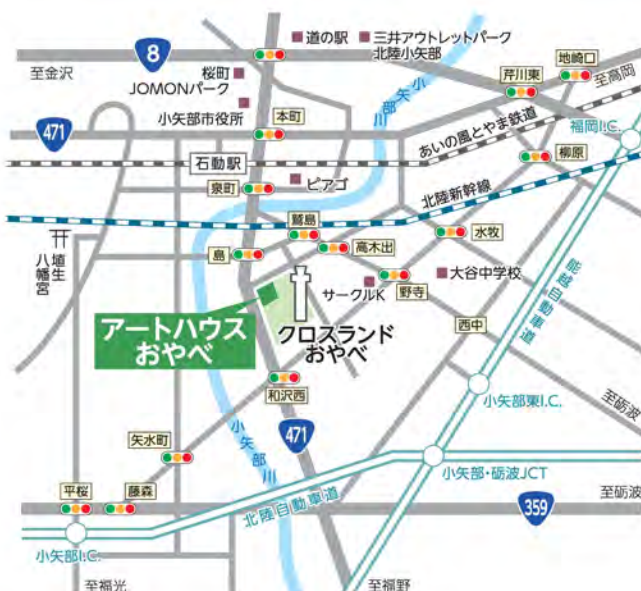 道の駅
三井アウトレットパーク
北陸小矢部
地崎口
至金沢
8
桜町
JOMONパーク
芹川東
至高岡
小矢部川
小矢部市役所
本町
471
あいの風とやま鉄道
福岡I.C.
石動駅
柳原
泉町
ピアゴ
北陸新幹線
鷲島
水牧
埴生
八幡宮
島
高木出
大谷中学校
サークルK
野寺
能越自動車道
アートハウス
おやべ
クロスランド
おやべ
西中
和沢西
小矢部東I.C.
至砺波
小矢部川
471
矢水町
小矢部・砺波JCT
平桜
藤森
北陸自動車道
至砺波
359
小矢部I.C.
至福光
至福野